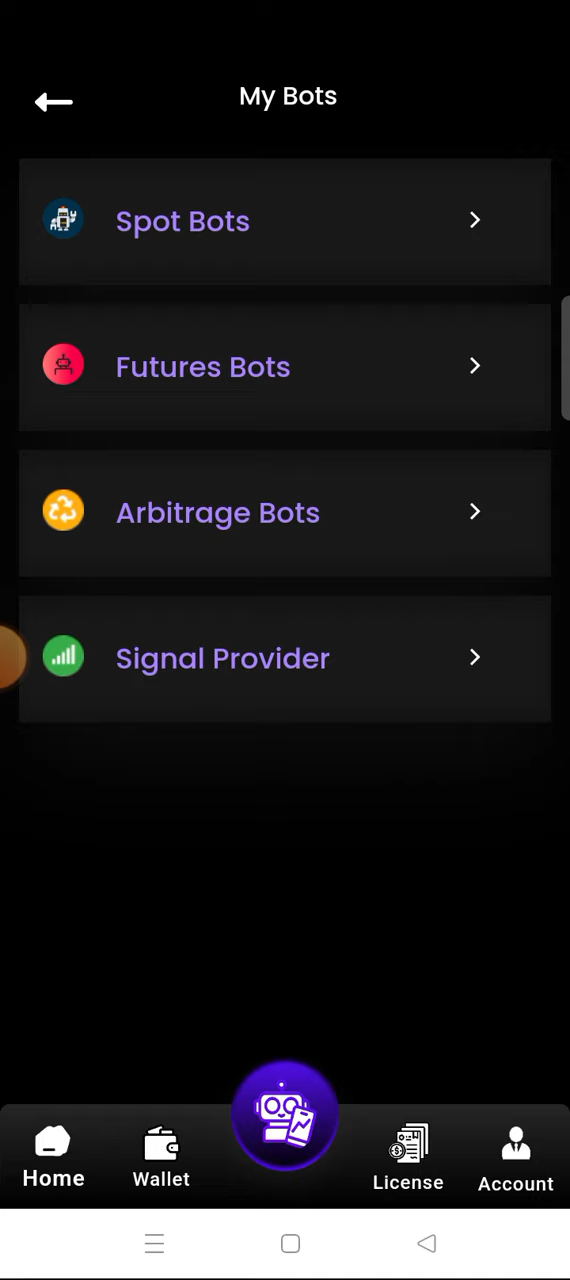 My Bots
Spot Bots
Futures Bots
Arbitrage Bots
Signal Provider
Home
Wallet
License
Account